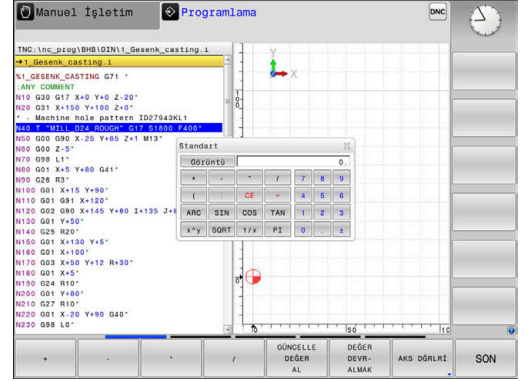 Manuel İşletim
Programlama
DNC
TNC:\nc_prog\BHB\DIN\1_Gesenk_casting.i
→1_Gesenk_casting.i
%1_GESENK_CASTING G71 *
;ANY COMMENT
N10 G30 G17 X+0 Y+0 Z-20*
N20 G31 X+150 Y+100 Z+0*
* - Machine hole pattern ID27943KL1
N40 T "MILL_D24_ROUGH" G17 S1800 F400*
N50 G00 G90 X-25 Y+65 Z+1 M13*
N60 G00 Z-5*
N70 G98 L1*
N80 G01 X+5 Y+80 G41*
N90 G26 R3*
N100 G01 X+15 Y+90*
N110 G01 G91 X+120*
N120 G02 G90 X+145 Y+80 I+135 J+
N130 G01 Y+50*
N140 G25 R20*
N150 G01 X+130 Y+5*
N160 G01 X+100*
N170 G03 X+50 Y+12 R+30*
N180 G01 X+5*
N190 G24 R10*
N200 G01 Y+80*
N210 G27 R10*
N220 G01 X-20 Y+90 G40*
N230 G98 L0*
Y
X
100
0
0
50
Standart
Görüntü 0.
+ - * / 7 8 9
( ) CE = 4 5 6
ARC SIN COS TAN 1 2 3
x^y SQRT 1/x PI 0 . ±
+
-
*
/
GÜNCELLE
DEĞER
AL
DEĞER
DEVR-
ALMAK
AKS DĞRLRİ
SON